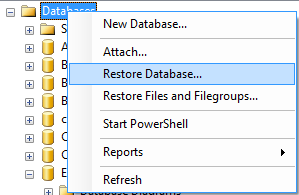 Databases
New Database...
Attach...
Restore Database...
Restore Files and Filegroups...
Start PowerShell
Reports
Refresh
Database Diagrams